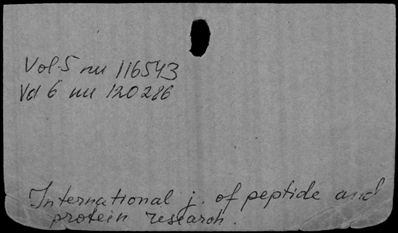 Vol.5 nu 116543
Vol 6 nu 120286
International j. of peptide and
protein research.